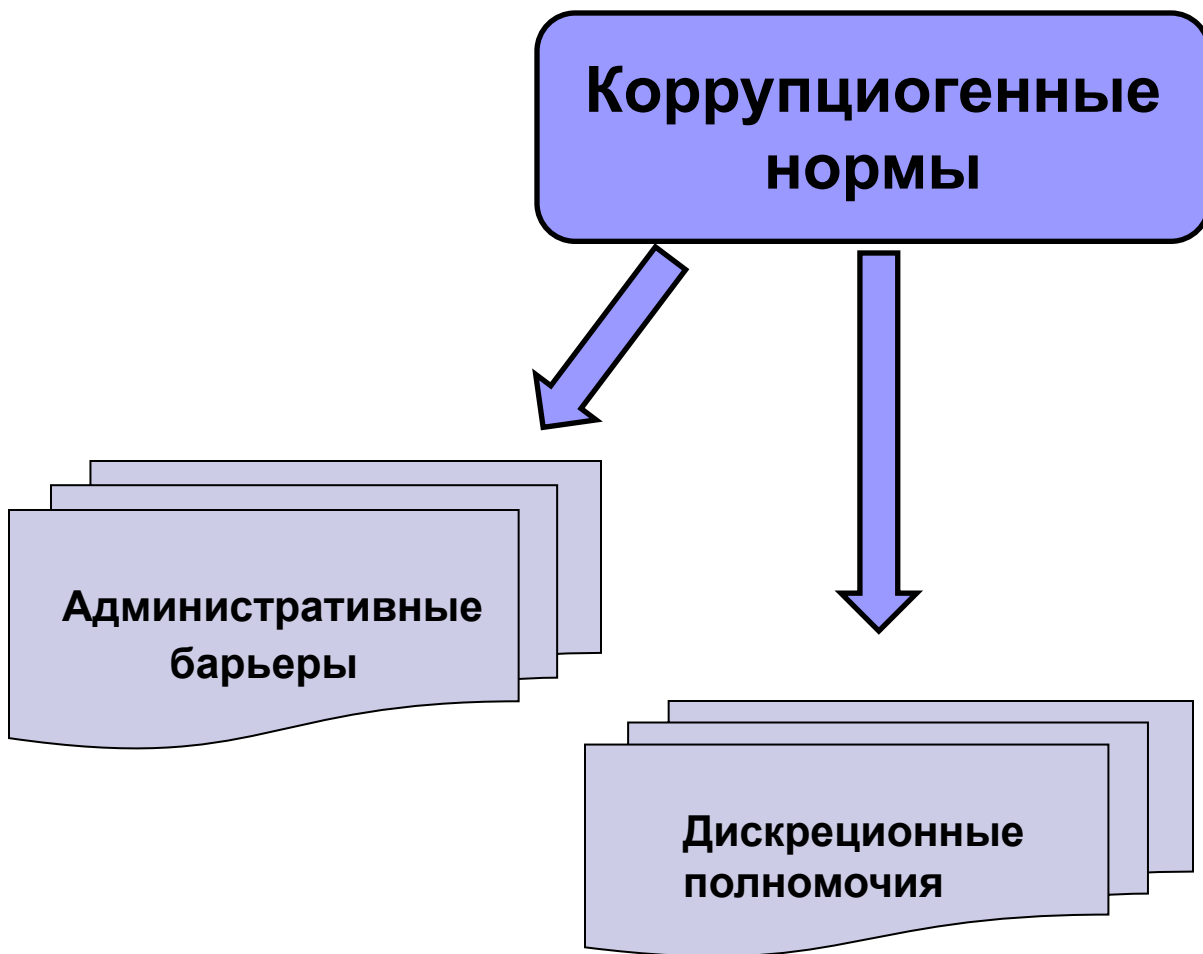 Коррупциогенные
нормы
Административные
барьеры
Дискреционные
полномочия